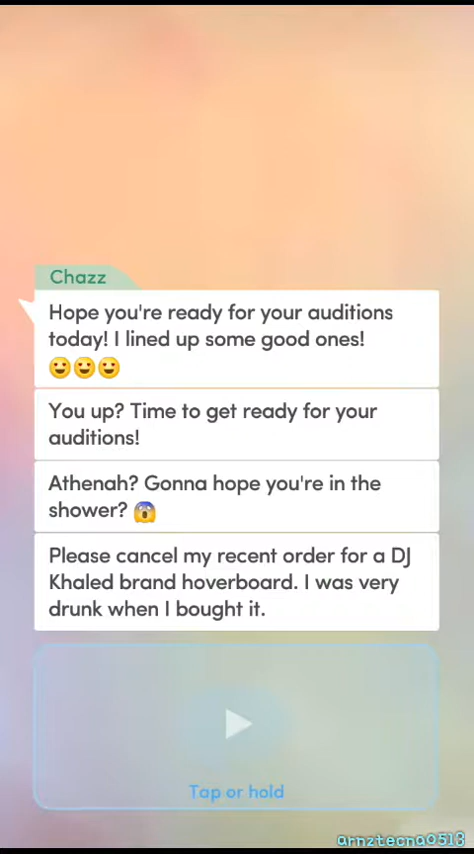 Chazz
Hope you're ready for your auditions
today! I lined up some good ones!
😃😃😃
You up? Time to get ready for your
auditions!
Athenah? Gonna hope you're in the
shower? 😱
Please cancel my recent order for a DJ
Khaled brand hoverboard. I was very
drunk when I bought it.
Tap or hold
arnztecna0513